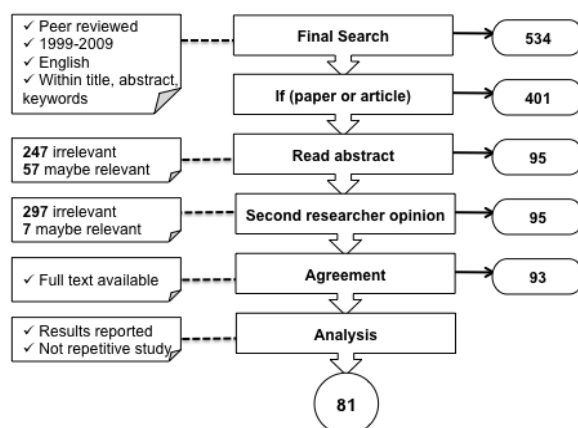 ✓ Peer reviewed
✓ 1999-2009
✓ English
✓ Within title, abstract,
keywords
Final Search
534
If (paper or article)
401
247 irrelevant
57 maybe relevant
Read abstract
95
297 irrelevant
7 maybe relevant
Second researcher opinion
95
✓ Full text available
Agreement
93
✓ Results reported
✓ Not repetitive study
Analysis
81